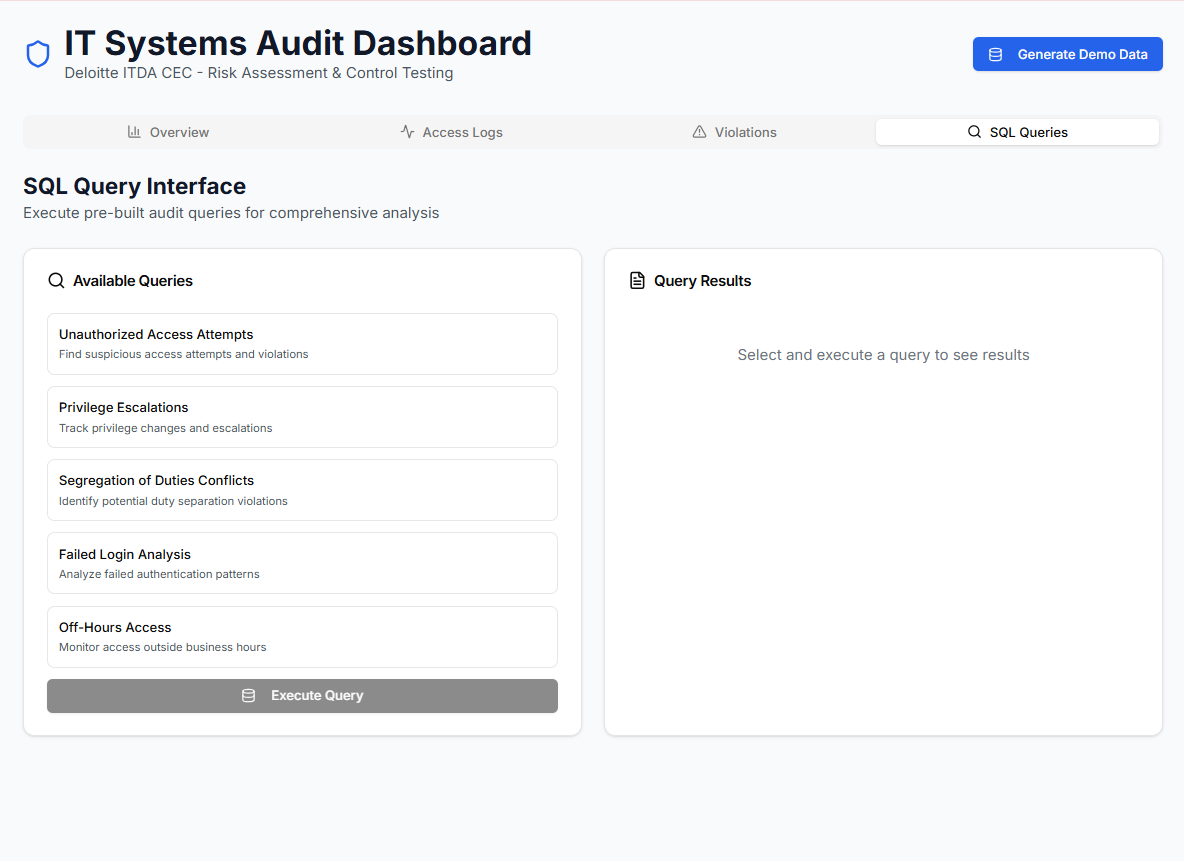 IT Systems Audit Dashboard
Deloitte ITDA CEC - Risk Assessment & Control Testing
Generate Demo Data
Overview
Access Logs
Violations
SQL Queries
SQL Query Interface
Execute pre-built audit queries for comprehensive analysis
Available Queries
Unauthorized Access Attempts
Find suspicious access attempts and violations
Privilege Escalations
Track privilege changes and escalations
Segregation of Duties Conflicts
Identify potential duty separation violations
Failed Login Analysis
Analyze failed authentication patterns
Off-Hours Access
Monitor access outside business hours
Execute Query
Query Results
Select and execute a query to see results